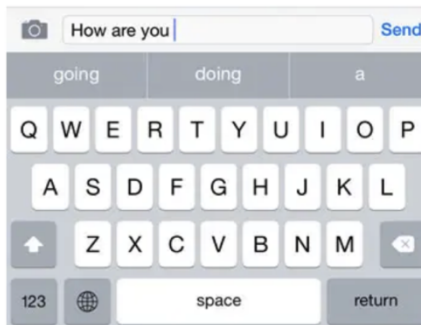 How are you Send
going doing a
Q W E R T Y U I O P
A S D F G H J K L
Z X C V B N M
123 space return